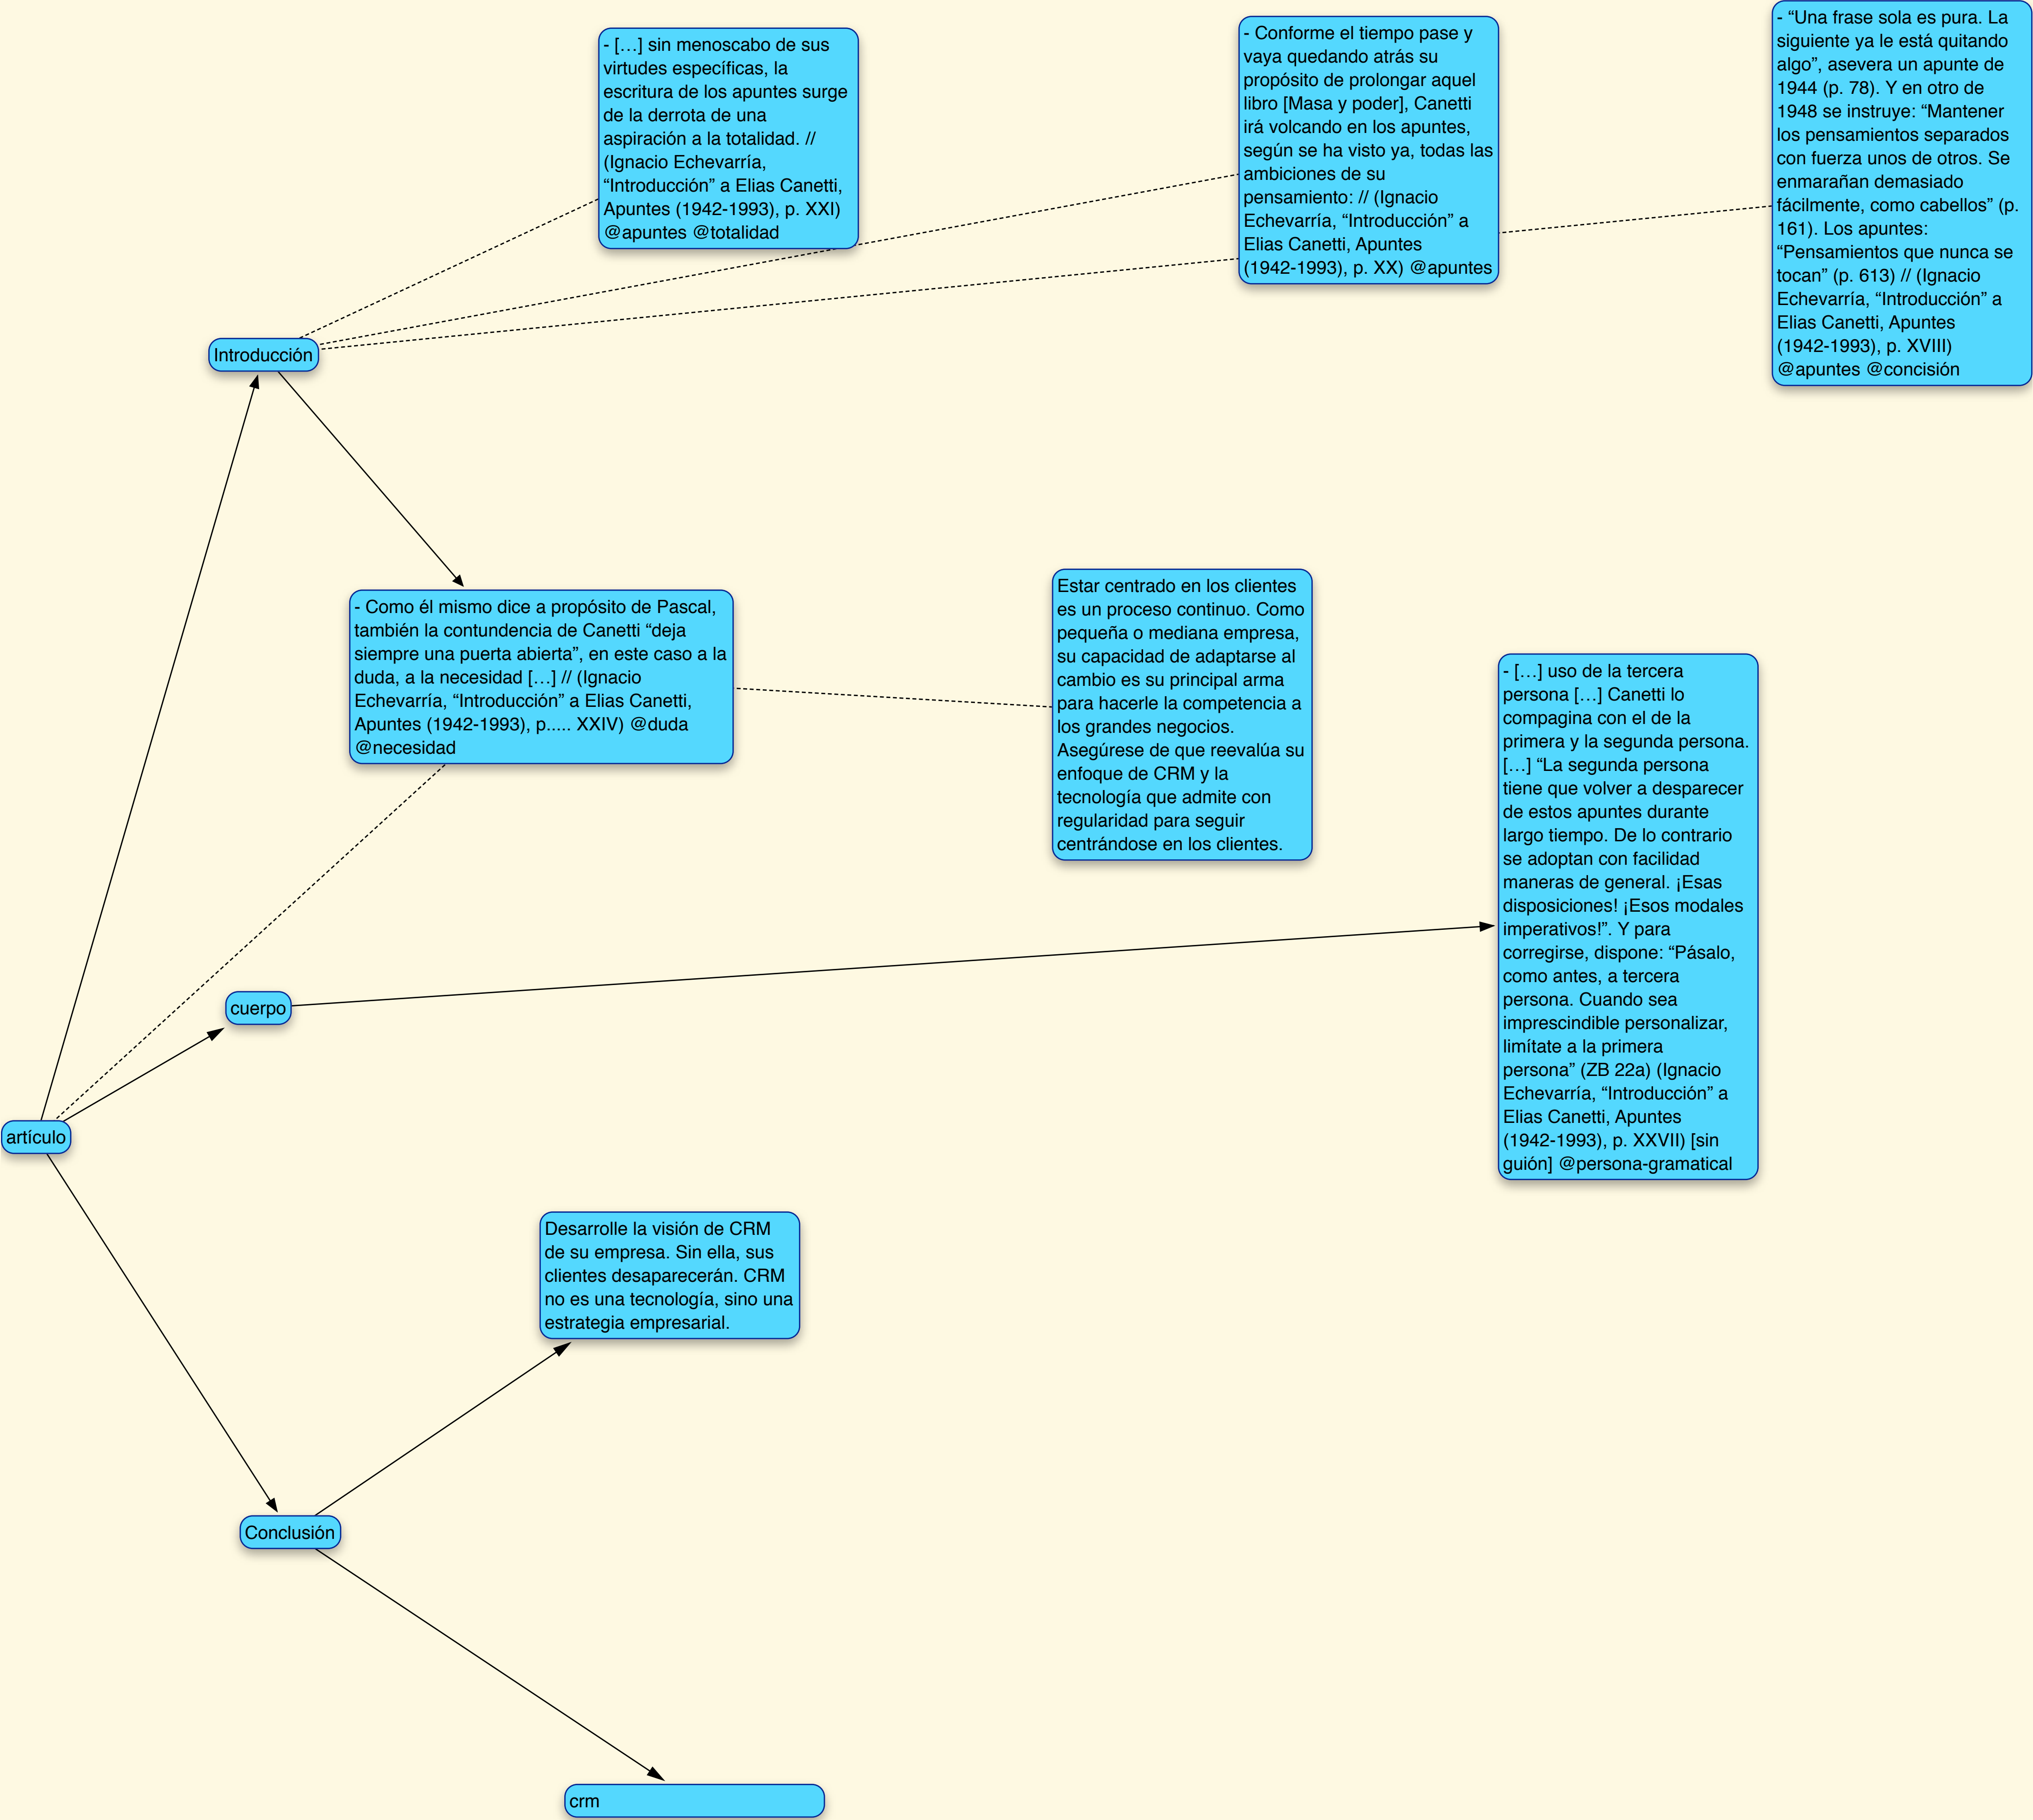 - […] sin menoscabo de sus
virtudes específicas, la
escritura de los apuntes surge
de la derrota de una
aspiración a la totalidad. //
(Ignacio Echevarría,
“Introducción” a Elias Canetti,
Apuntes (1942-1993), p. XXI)
@apuntes @totalidad
- Conforme el tiempo pase y
vaya quedando atrás su
propósito de prolongar aquel
libro [Masa y poder], Canetti
irá volcando en los apuntes,
según se ha visto ya, todas las
ambiciones de su
pensamiento: // (Ignacio
Echevarría, “Introducción” a
Elias Canetti, Apuntes
(1942-1993), p. XX) @apuntes
- “Una frase sola es pura. La
siguiente ya le está quitando
algo”, asevera un apunte de
1944 (p. 78). Y en otro de
1948 se instruye: “Mantener
los pensamientos separados
con fuerza unos de otros. Se
enmarañan demasiado
fácilmente, como cabellos” (p.
161). Los apuntes:
“Pensamientos que nunca se
tocan” (p. 613) // (Ignacio
Echevarría, “Introducción” a
Elias Canetti, Apuntes
(1942-1993), p. XVIII)
@apuntes @concisión
Introducción
- Como él mismo dice a propósito de Pascal,
también la contundencia de Canetti “deja
siempre una puerta abierta”, en este caso a la
duda, a la necesidad […] // (Ignacio
Echevarría, “Introducción” a Elias Canetti,
Apuntes (1942-1993), p..... XXIV) @duda
@necesidad
Estar centrado en los clientes
es un proceso continuo. Como
pequeña o mediana empresa,
su capacidad de adaptarse al
cambio es su principal arma
para hacerle la competencia a
los grandes negocios.
Asegúrese de que reevalúa su
enfoque de CRM y la
tecnología que admite con
regularidad para seguir
centrándose en los clientes.
- […] uso de la tercera
persona […] Canetti lo
compagina con el de la
primera y la segunda persona.
[…] “La segunda persona
tiene que volver a desparecer
de estos apuntes durante
largo tiempo. De lo contrario
se adoptan con facilidad
maneras de general. ¡Esas
disposiciones! ¡Esos modales
imperativos!”. Y para
corregirse, dispone: “Pásalo,
como antes, a tercera
persona. Cuando sea
imprescindible personalizar,
limítate a la primera
persona” (ZB 22a) (Ignacio
Echevarría, “Introducción” a
Elias Canetti, Apuntes
(1942-1993), p. XXVII) [sin
guión] @persona-gramatical
cuerpo
artículo
Desarrolle la visión de CRM
de su empresa. Sin ella, sus
clientes desaparecerán. CRM
no es una tecnología, sino una
estrategia empresarial.
Conclusión
crm